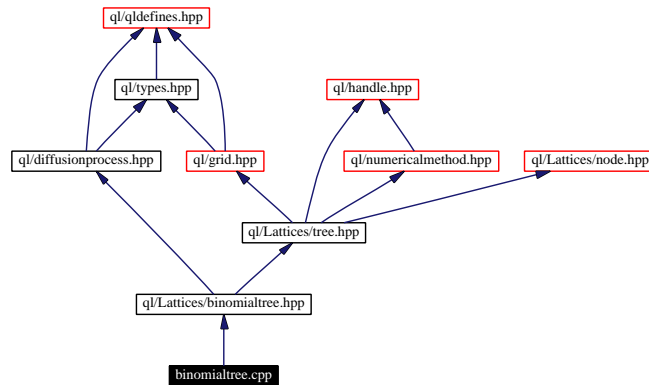 ql/qldefines.hpp
ql/types.hpp
ql/handle.hpp
ql/diffusionprocess.hpp
ql/grid.hpp
ql/numericalmethod.hpp
ql/Lattices/node.hpp
ql/Lattices/tree.hpp
ql/Lattices/binomialtree.hpp
binomialtree.cpp